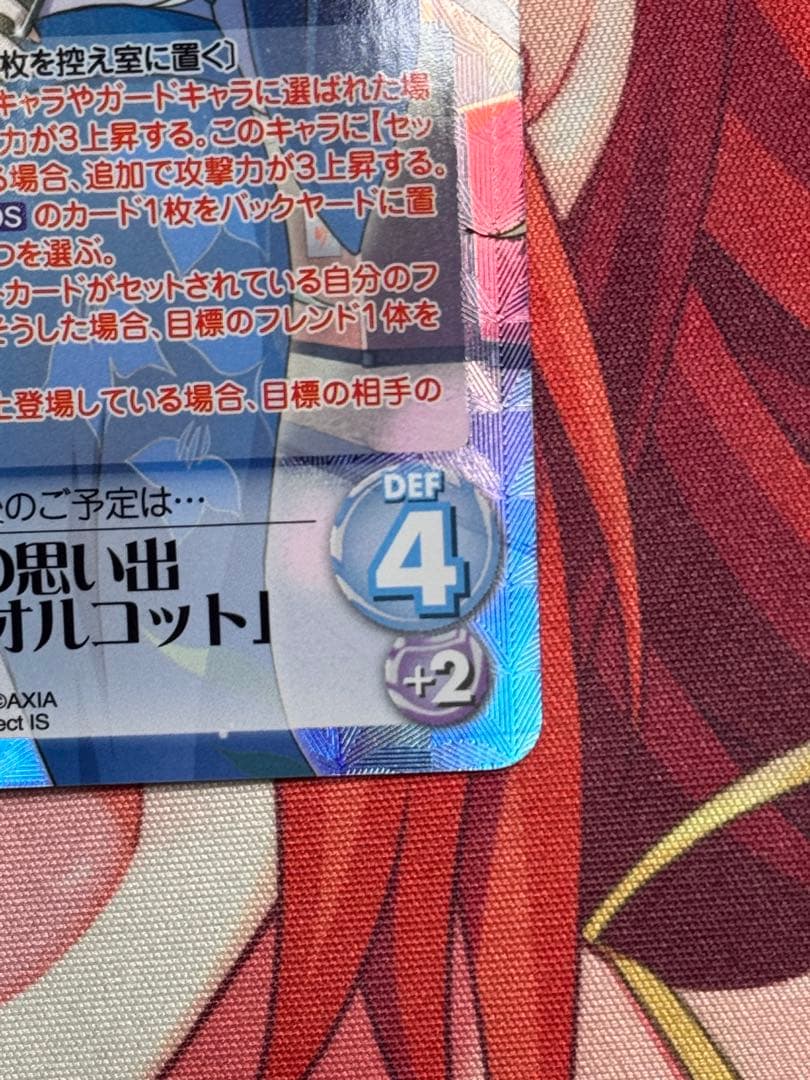 枚を控え室に置く〕
キャラやガードキャラに選ばれた場
力が3上昇する。このキャラに【セッ
る場合、追加で攻撃力が3上昇する。
OS のカード1枚をバックヤードに置
つを選ぶ。
カードがセットされている自分のフ
そうした場合、目標のフレンド1体を
上登場している場合、目標の相手の
のご予定は…
DEF
4
の思い出
オルコット」
+2
©AXIA
ect IS